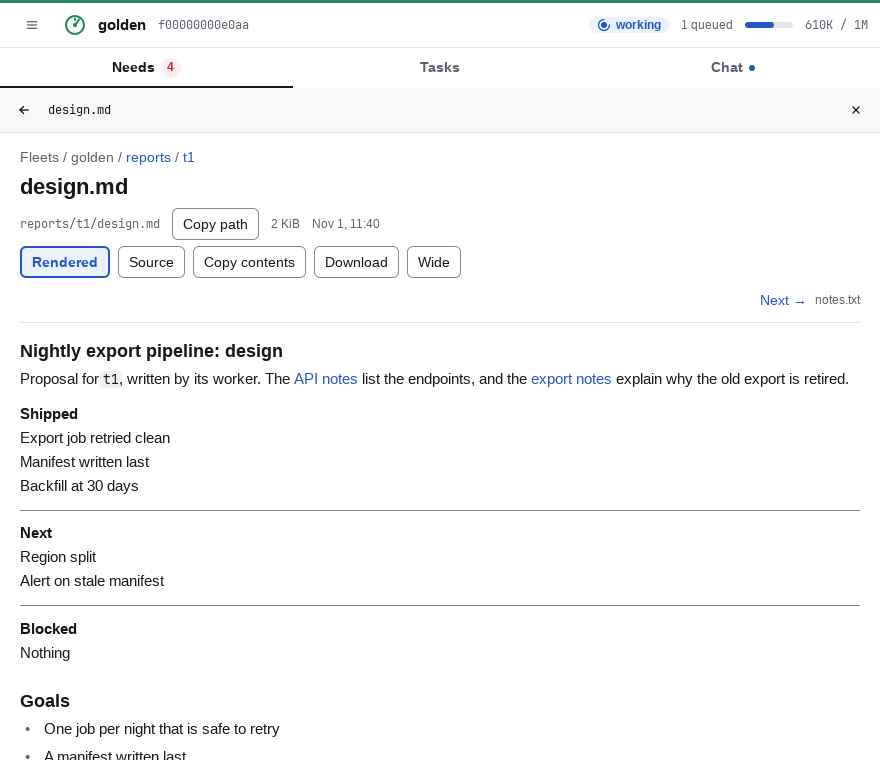 golden f00000000e0aa working 1 queued 610K / 1M
Needs 4 Tasks Chat
design.md
Fleets / golden / reports / t1
design.md
reports/t1/design.md Copy path 2 KiB Nov 1, 11:40
Rendered Source Copy contents Download Wide
Next → notes.txt
Nightly export pipeline: design
Proposal for t1, written by its worker. The API notes list the endpoints, and the export notes explain why the old export is retired.
Shipped
Export job retried clean
Manifest written last
Backfill at 30 days
Next
Region split
Alert on stale manifest
Blocked
Nothing
Goals
• One job per night that is safe to retry
• A manifest written last